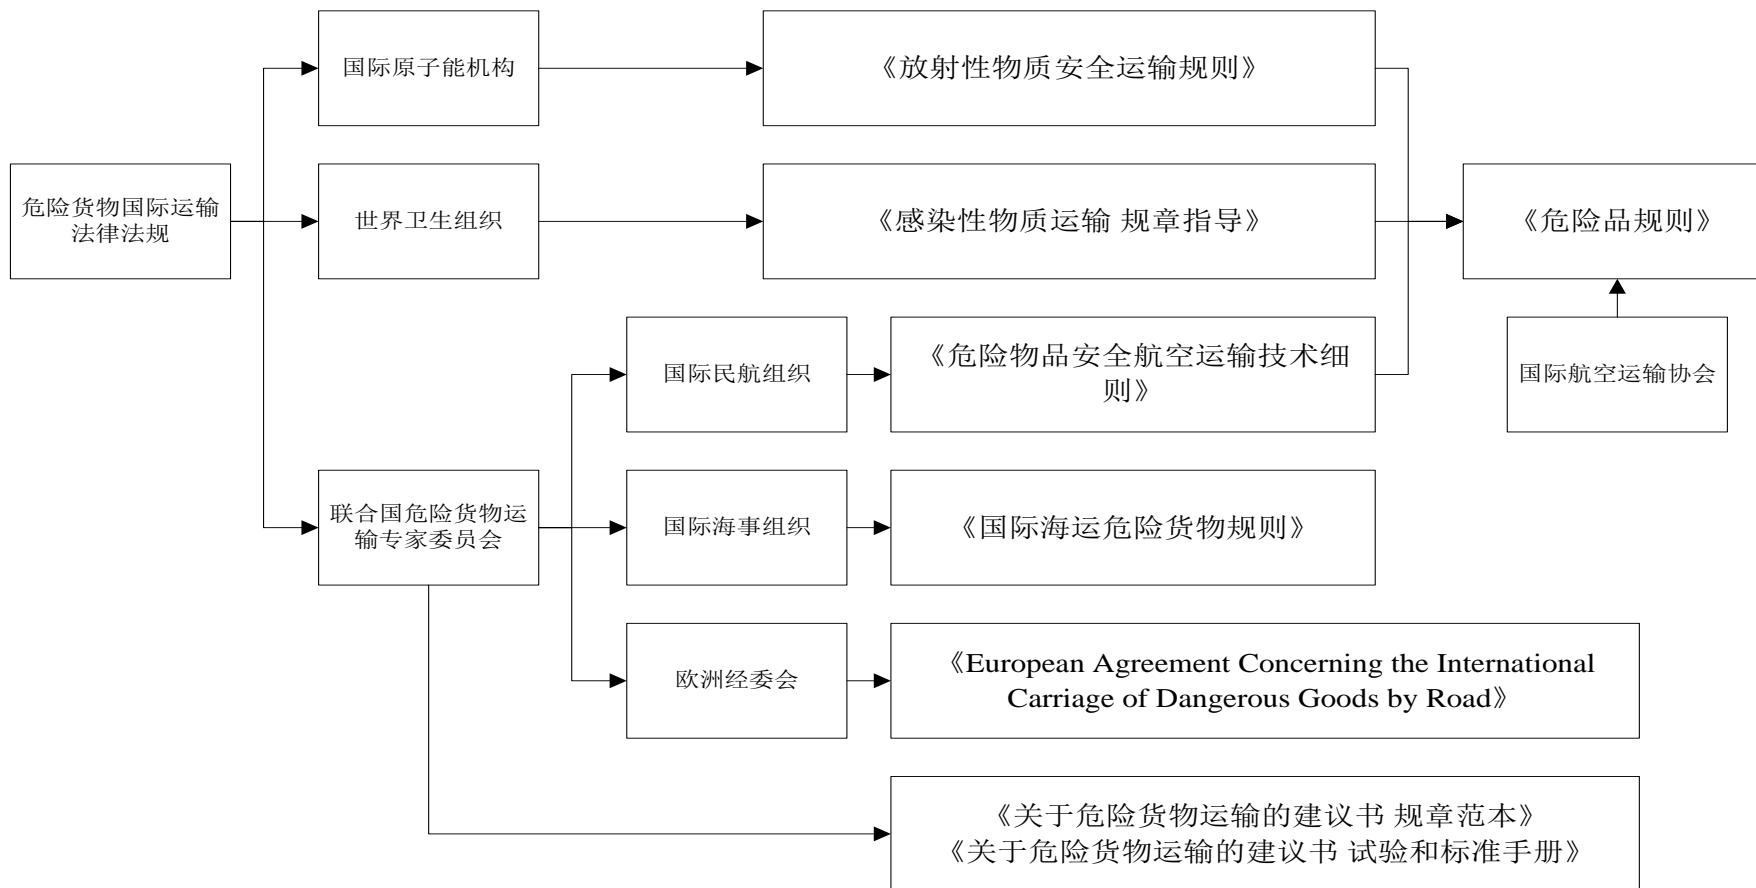 国际原子能机构
《放射性物质安全运输规则》
危险货物国际运输
法律法规
世界卫生组织
《感染性物质运输 规章指导》
《危险品规则》
国际民航组织
《危险物品安全航空运输技术细
则》
国际航空运输协会
联合国危险货物运
输专家委员会
国际海事组织
《国际海运危险货物规则》
欧洲经委会
《European Agreement Concerning the International
Carriage of Dangerous Goods by Road》
《关于危险货物运输的建议书 规章范本》
《关于危险货物运输的建议书 试验和标准手册》